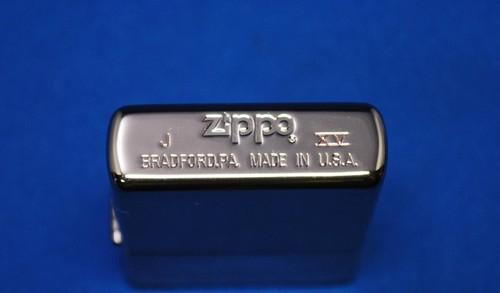 J zippo XV
BRADFORD,PA. MADE IN U.S.A.